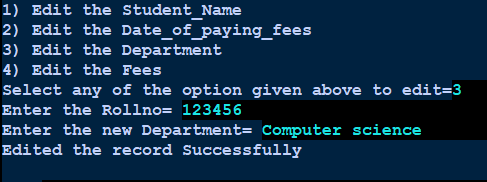 1) Edit the Student_Name
2) Edit the Date_of_paying_fees
3) Edit the Department
4) Edit the Fees
Select any of the option given above to edit=3
Enter the Rollno= 123456
Enter the new Department= Computer science
Edited the record Successfully